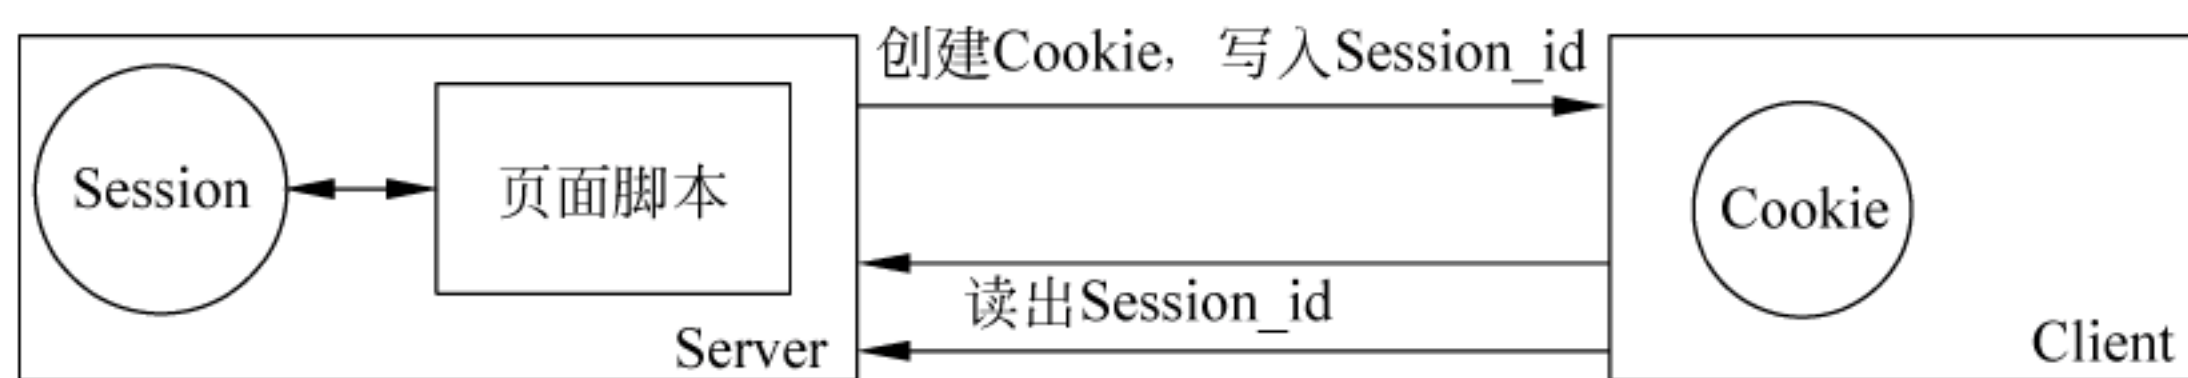 创建Cookie，写入Session_id
Session
页面脚本
Cookie
读出Session_id
Server
Client